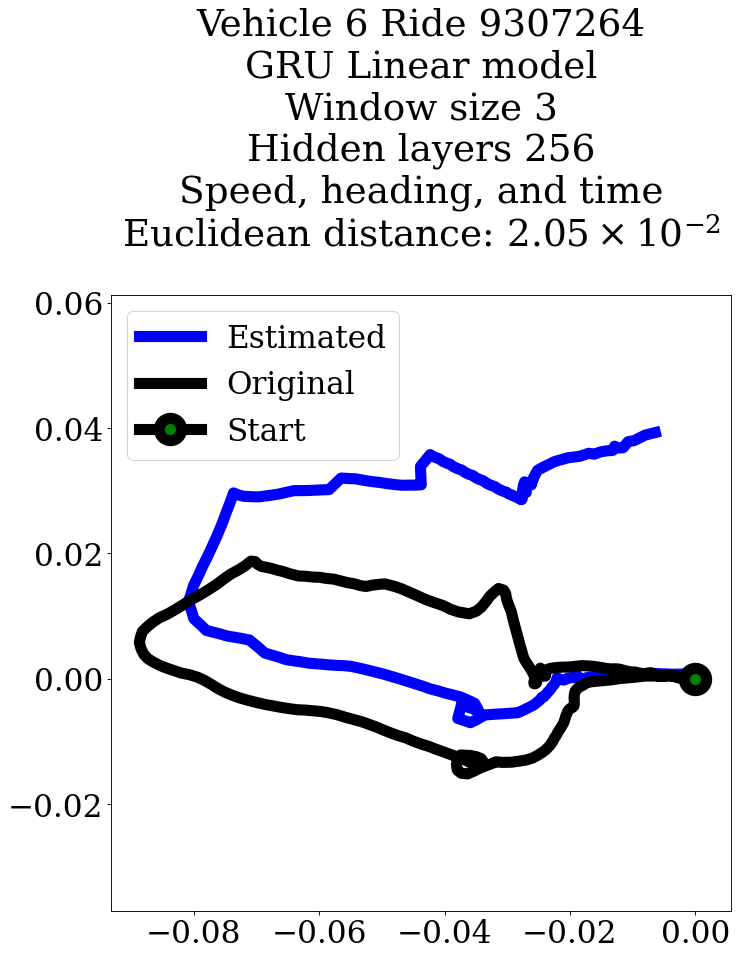 Vehicle 6 Ride 9307264
GRU Linear model
Window size 3
Hidden layers 256
Speed, heading, and time
Euclidean distance: 2.05 × 10⁻²
0.06
0.04
0.02
0.00
−0.02
Estimated
Original
Start
−0.08 −0.06 −0.04 −0.02 0.00